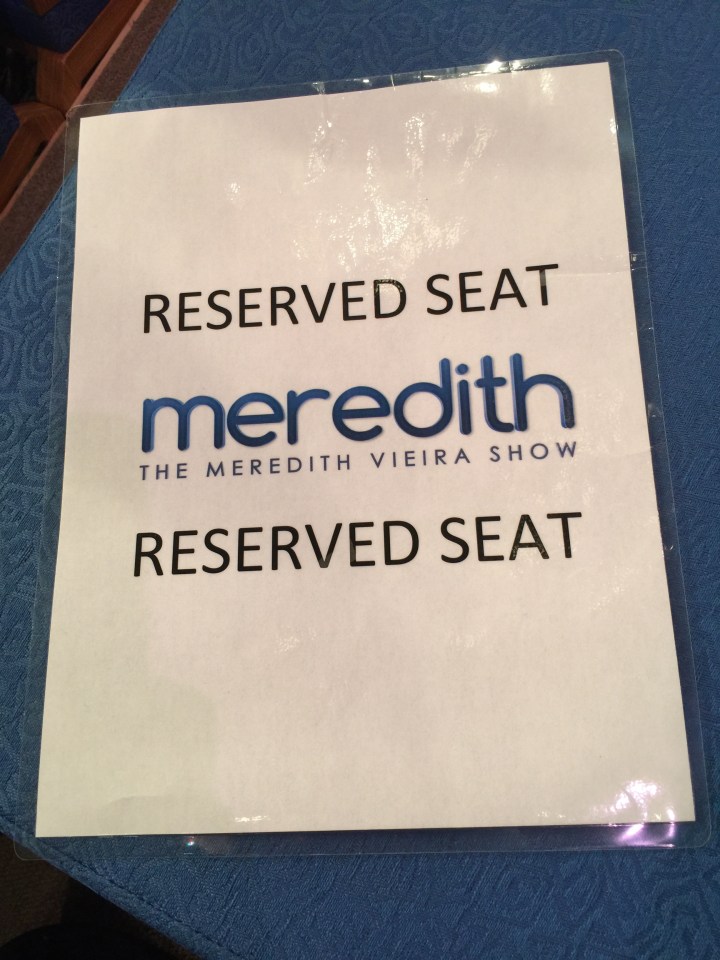 RESERVED SEAT
meredith
THE MEREDITH VIEIRA SHOW
RESERVED SEAT